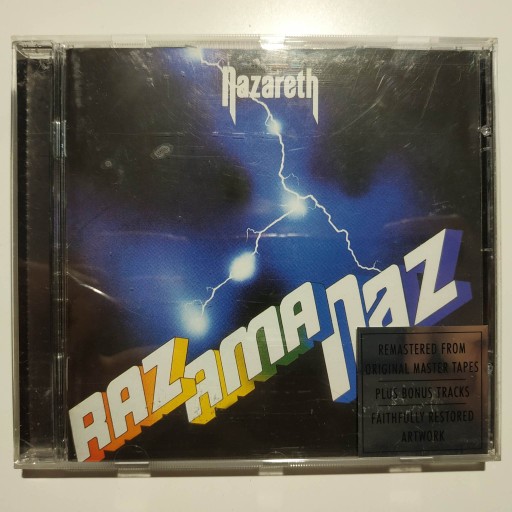 Nazareth
RAZAMANAZ
REMASTERED FROM
ORIGINAL MASTER TAPES
PLUS BONUS TRACKS
FAITHFULLY RESTORED
ARTWORK